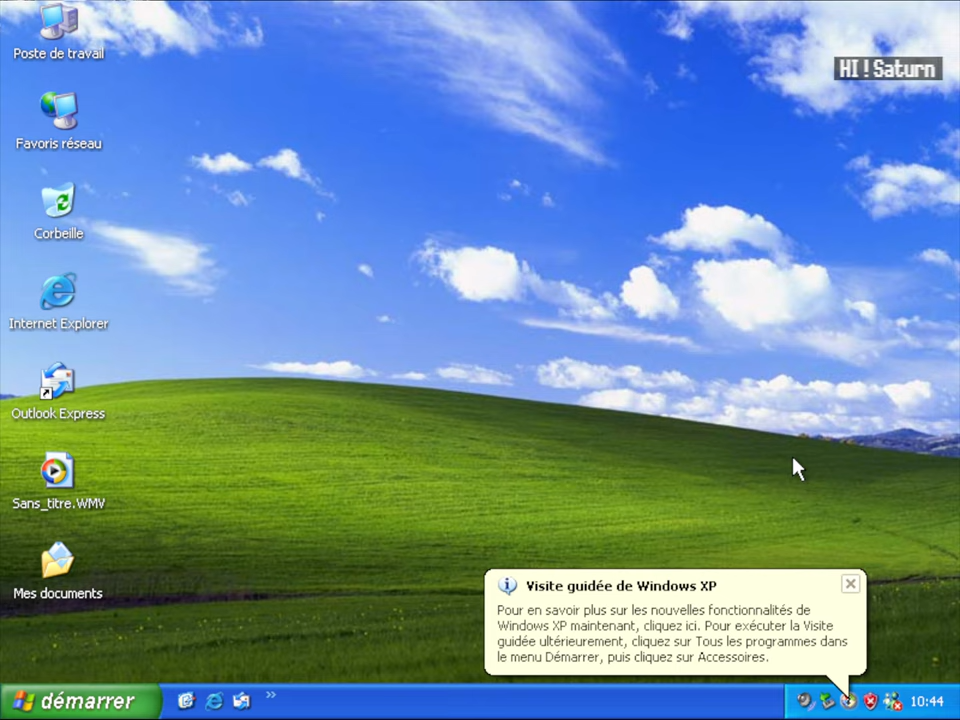 Poste de travail
HI ! Saturn
Favoris réseau
Corbeille
Internet Explorer
Outlook Express
Sans_titre.WMV
Mes documents
Visite guidée de Windows XP
Pour en savoir plus sur les nouvelles fonctionnalités de
Windows XP maintenant, cliquez ici. Pour exécuter la Visite
guidée ultérieurement, cliquez sur Tous les programmes dans
le menu Démarrer, puis cliquez sur Accessoires.
démarrer
10:44